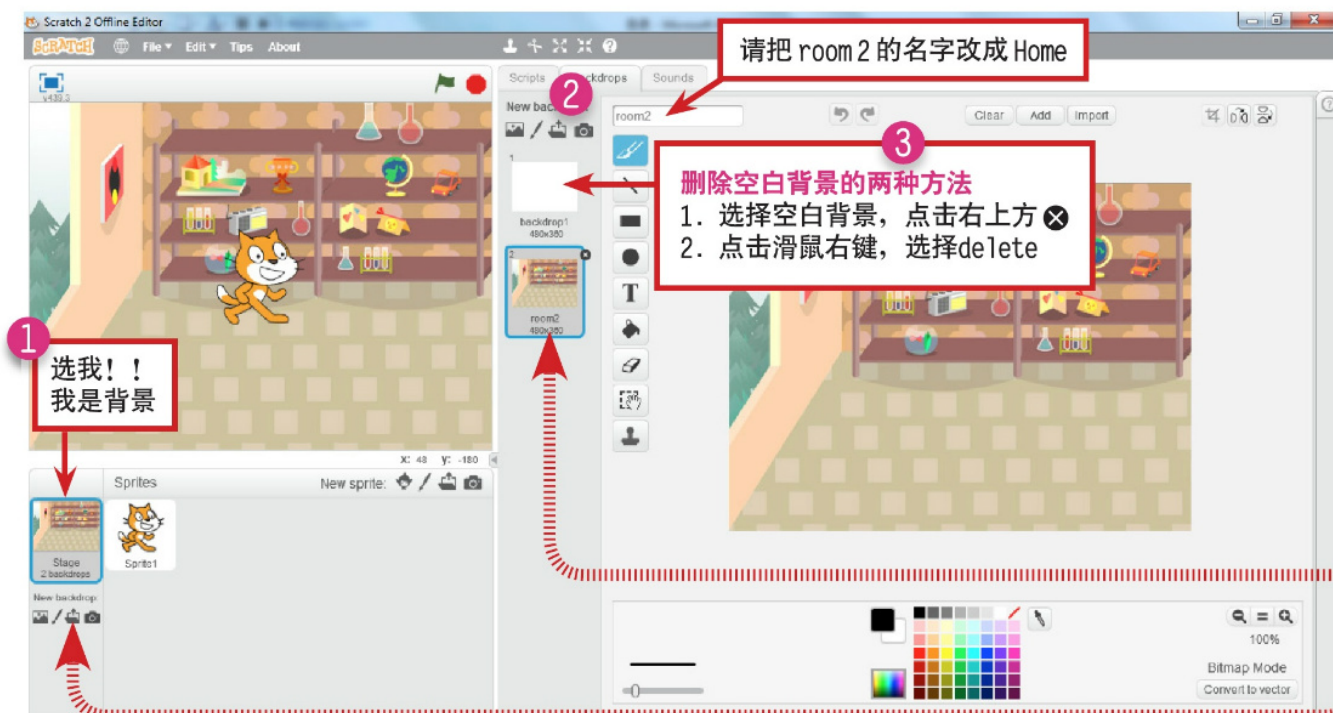 Scratch 2 Offline Editor
SCRATCH File Edit Tips About
请把 room 2 的名字改成 Home
v439.3
Scripts
Sounds
2
New
room2
Clear Add Import
1
backdrop1
480x360
3
删除空白背景的两种方法
1. 选择空白背景，点击右上方
2. 点击滑鼠右键，选择delete
2
room2
480x360
T
1
选我！！
我是背景
X: 48 y: -180
Sprites
New sprite:
Stage
2 backdrops
Sprite1
New backdrop
100%
Bitmap Mode
Convert to vector